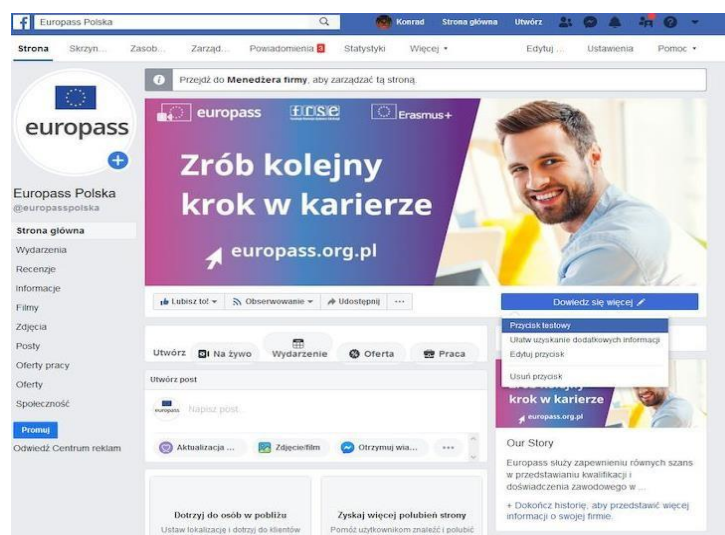 Europass Polska
Konrad Strona główna Utwórz
Strona Skrzyn... Zasob... Zarząd... Powiadomienia 8 Statystyki Więcej Edytuj ... Ustawienia Pomoc
Przejdź do Menedżera firmy, aby zarządzać tą stroną.
europass
Europass Polska
@europasspolska
Strona główna
Wydarzenia
Recenzje
Informacje
Filmy
Zdjęcia
Posty
Oferty pracy
Oferty
Społeczność
Promuj
Odwiedź Centrum reklam
europass FRSE Erasmus+
Zrób kolejny
krok w karierze
europass.org.pl
Lubisz to! Obserwowanie Udostępnij ...
Dowiedz się więcej
Przycisk testowy
Ułatw uzyskanie dodatkowych informacji
Edytuj przycisk
Usuń przycisk
Utwórz Na żywo Wydarzenie Oferta Praca
Utwórz post
europass
Napisz post...
Aktualizacja ... Zdjęcie/film Otrzymuj wia... ...
Dotrzyj do osób w pobliżu
Ustaw lokalizację i dotrzyj do klientów
Zyskaj więcej polubień strony
Pomóż użytkownikom znaleźć i polubić
krok w karierze
europass.org.pl
Our Story
Europass służy zapewnieniu równych szans
w przedstawianiu kwalifikacji i
doświadczenia zawodowego w ...
+ Dokończ historię, aby przedstawić więcej
informacji o swojej firmie.